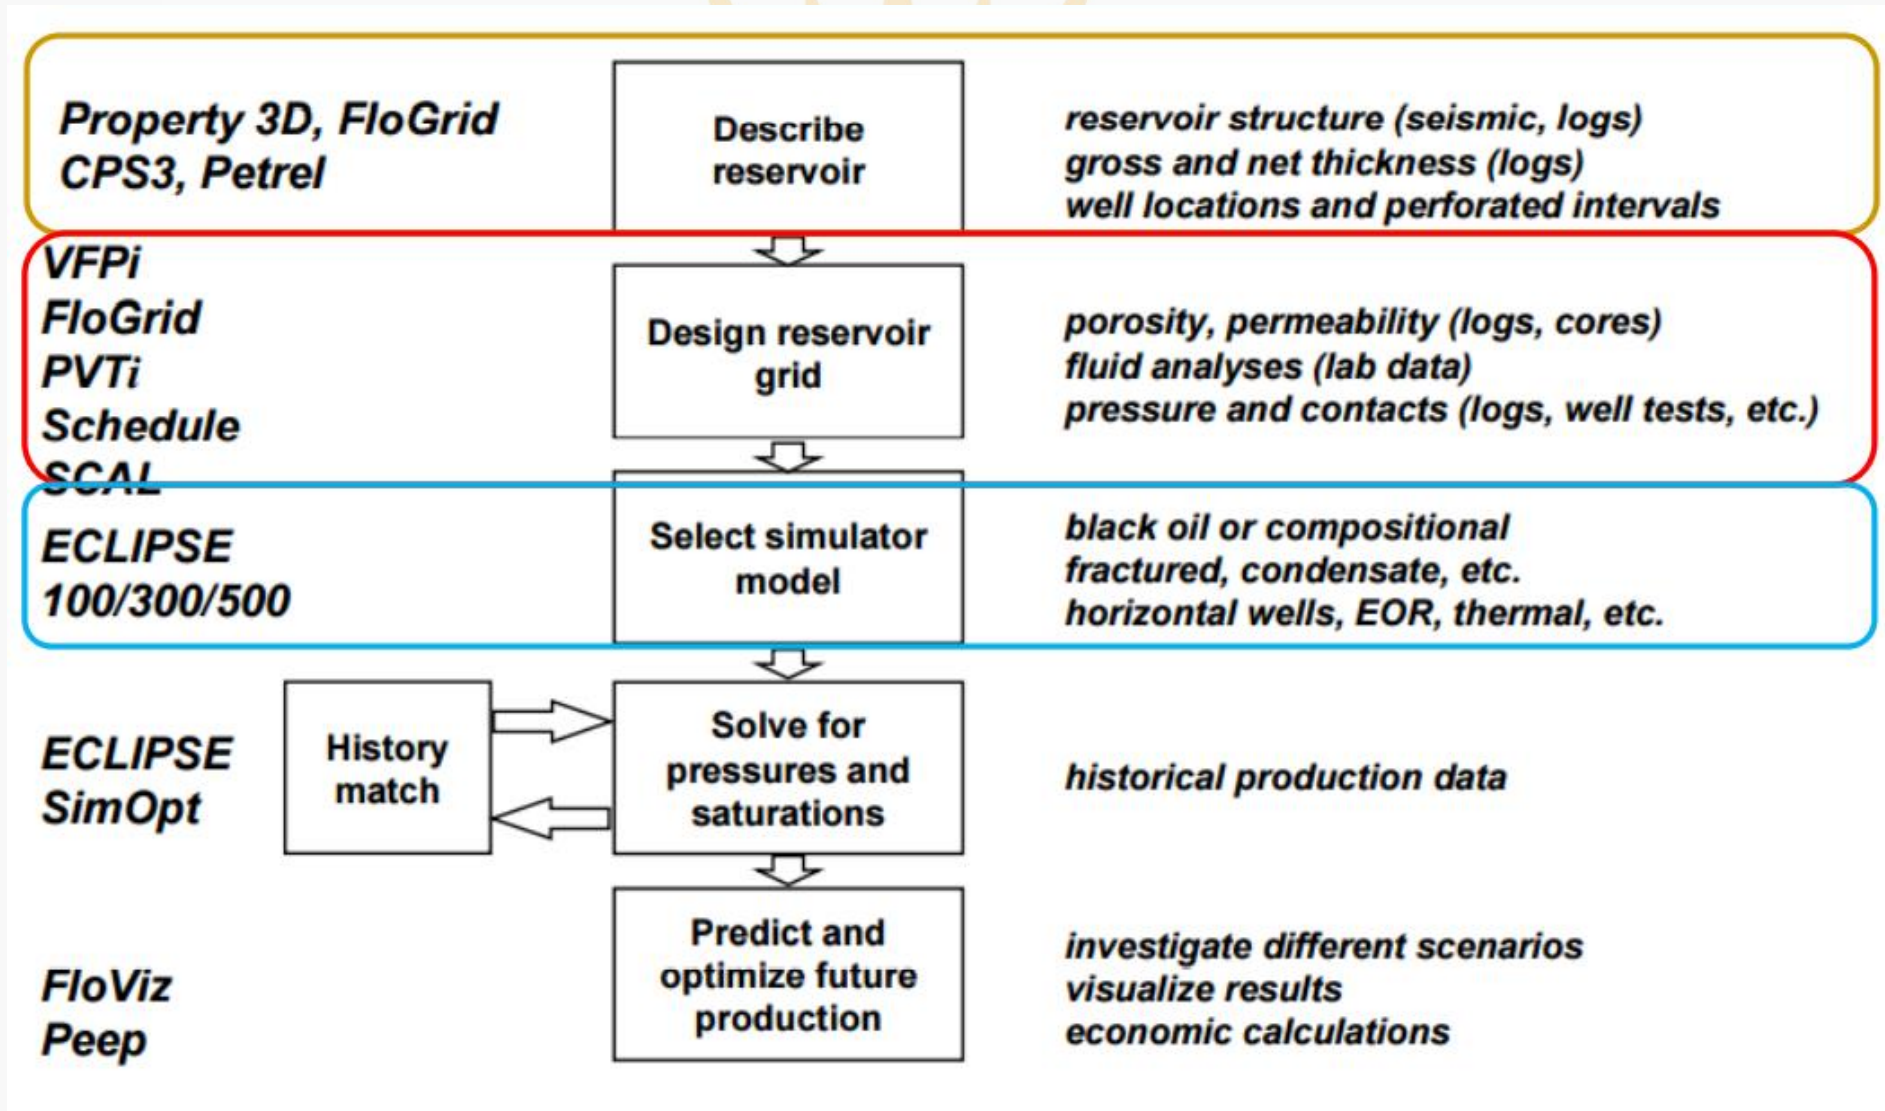 Property 3D, FloGrid
CPS3, Petrel
Describe
reservoir
reservoir structure (seismic, logs)
gross and net thickness (logs)
well locations and perforated intervals
VFPi
FloGrid
PVTi
Schedule
SCAL
Design reservoir
grid
porosity, permeability (logs, cores)
fluid analyses (lab data)
pressure and contacts (logs, well tests, etc.)
ECLIPSE
100/300/500
Select simulator
model
black oil or compositional
fractured, condensate, etc.
horizontal wells, EOR, thermal, etc.
ECLIPSE
SimOpt
History
match
Solve for
pressures and
saturations
historical production data
FloViz
Peep
Predict and
optimize future
production
investigate different scenarios
visualize results
economic calculations